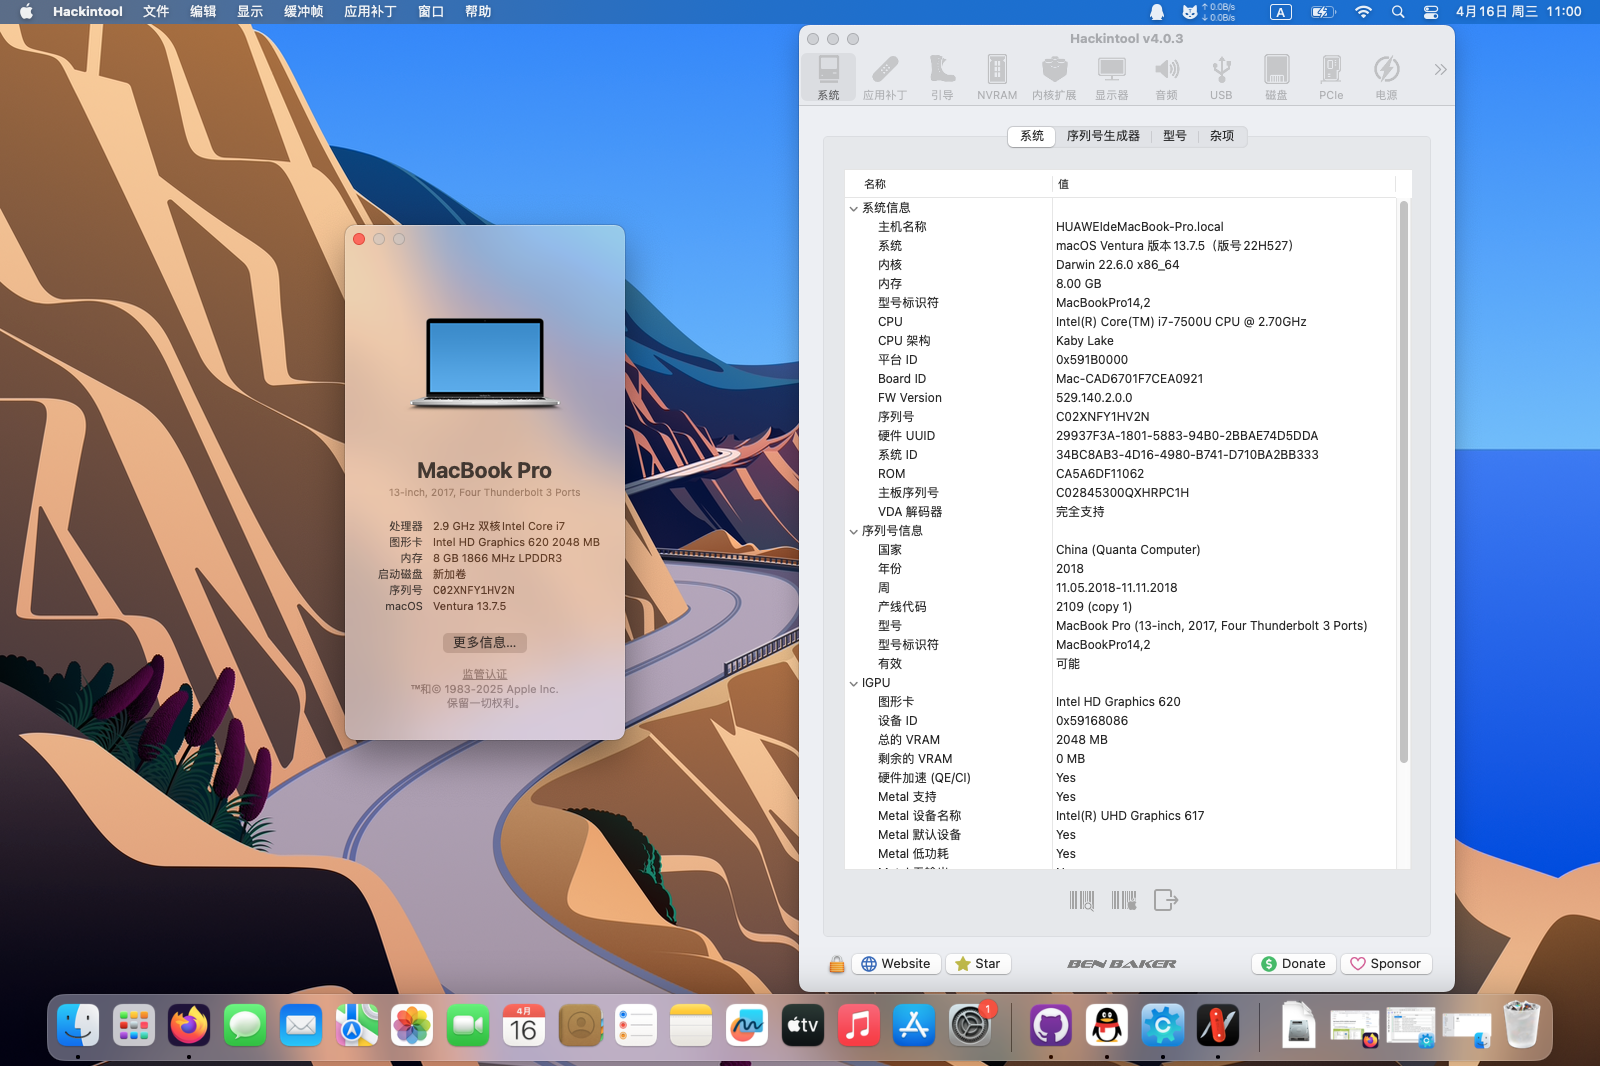 Hackintool 文件 编辑 显示 缓冲帧 应用补丁 窗口 帮助
↑ 0.0B/s
↓ 0.0B/s
A
4月16日 周三 11:00
MacBook Pro
13-inch, 2017, Four Thunderbolt 3 Ports
处理器 2.9 GHz 双核Intel Core i7
图形卡 Intel HD Graphics 620 2048 MB
内存 8 GB 1866 MHz LPDDR3
启动磁盘 新加卷
序列号 C02XNFY1HV2N
macOS Ventura 13.7.5
更多信息...
监管认证
™和© 1983-2025 Apple Inc.
保留一切权利。
Hackintool v4.0.3
系统 应用补丁 引导 NVRAM 内核扩展 显示器 音频 USB 磁盘 PCIe 电源
系统 序列号生成器 型号 杂项
名称 值
系统信息
主机名称 HUAWEIdeMacBook-Pro.local
系统 macOS Ventura 版本13.7.5（版号22H527）
内核 Darwin 22.6.0 x86_64
内存 8.00 GB
型号标识符 MacBookPro14,2
CPU Intel(R) Core(TM) i7-7500U CPU @ 2.70GHz
CPU 架构 Kaby Lake
平台 ID 0x591B0000
Board ID Mac-CAD6701F7CEA0921
FW Version 529.140.2.0.0
序列号 C02XNFY1HV2N
硬件 UUID 29937F3A-1801-5883-94B0-2BBAE74D5DDA
系统 ID 34BC8AB3-4D16-4980-B741-D710BA2BB333
ROM CA5A6DF11062
主板序列号 C02845300QXHRPC1H
VDA 解码器 完全支持
序列号信息
国家 China (Quanta Computer)
年份 2018
周 11.05.2018-11.11.2018
产线代码 2109 (copy 1)
型号 MacBook Pro (13-inch, 2017, Four Thunderbolt 3 Ports)
型号标识符 MacBookPro14,2
有效 可能
IGPU
图形卡 Intel HD Graphics 620
设备 ID 0x59168086
总的 VRAM 2048 MB
剩余的 VRAM 0 MB
硬件加速 (QE/CI) Yes
Metal 支持 Yes
Metal 设备名称 Intel(R) UHD Graphics 617
Metal 默认设备 Yes
Metal 低功耗 Yes
Website Star BEN BAKER Donate Sponsor
4月
16
tv
1